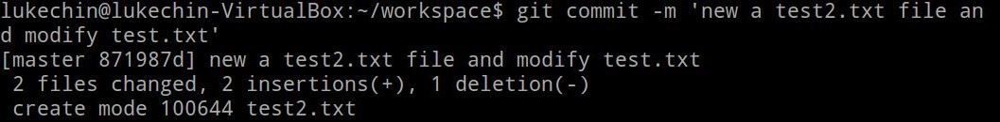 lukechin@lukechin-VirtualBox:~/workspace$ git commit -m 'new a test2.txt file an
d modify test.txt'
[master 871987d] new a test2.txt file and modify test.txt
 2 files changed, 2 insertions(+), 1 deletion(-)
 create mode 100644 test2.txt